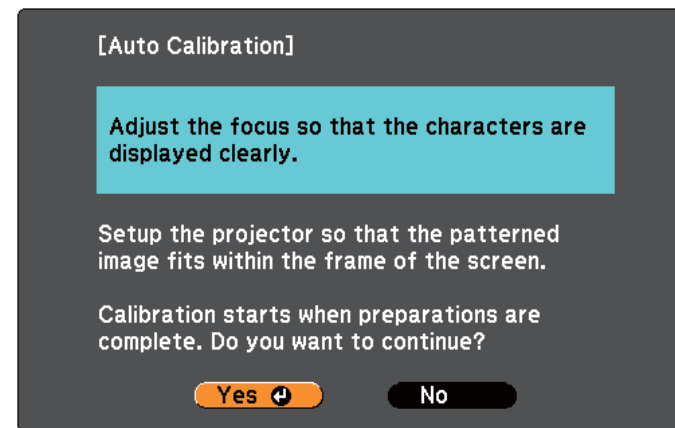 [Auto Calibration]
Adjust the focus so that the characters are
displayed clearly.
Setup the projector so that the patterned
image fits within the frame of the screen.
Calibration starts when preparations are
complete. Do you want to continue?
Yes No